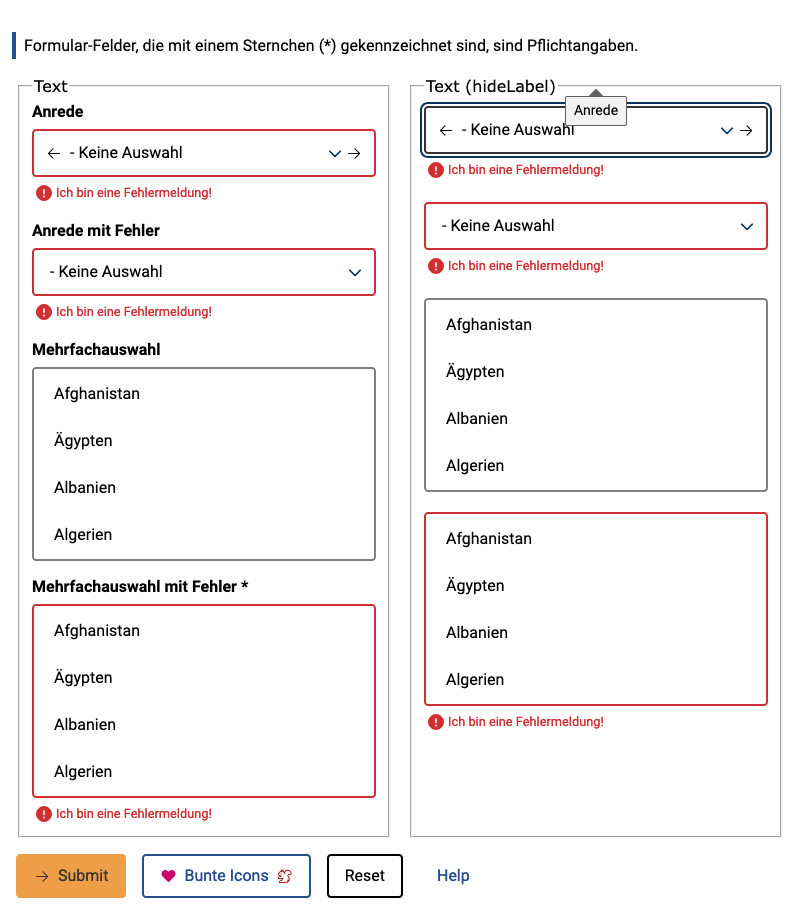 Formular-Felder, die mit einem Sternchen (*) gekennzeichnet sind, sind Pflichtangaben.
Text
Anrede
- Keine Auswahl
Ich bin eine Fehlermeldung!
Anrede mit Fehler
- Keine Auswahl
Ich bin eine Fehlermeldung!
Mehrfachauswahl
Afghanistan
Ägypten
Albanien
Algerien
Mehrfachauswahl mit Fehler *
Afghanistan
Ägypten
Albanien
Algerien
Ich bin eine Fehlermeldung!
Text (hideLabel)
Anrede
- Keine Auswahl
Ich bin eine Fehlermeldung!
- Keine Auswahl
Ich bin eine Fehlermeldung!
Afghanistan
Ägypten
Albanien
Algerien
Afghanistan
Ägypten
Albanien
Algerien
Ich bin eine Fehlermeldung!
Submit
Bunte Icons
Reset
Help